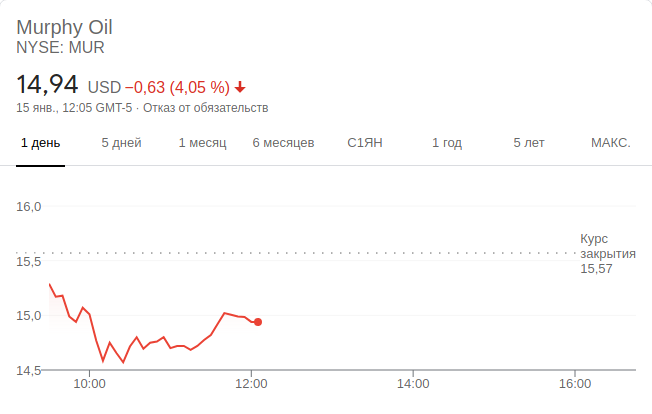 Murphy Oil
NYSE: MUR
14,94 USD −0,63 (4,05 %)
15 янв., 12:05 GMT-5 · Отказ от обязательств
1 день 5 дней 1 месяц 6 месяцев С1ЯН 1 год 5 лет МАКС.
16,0
Курс
закрытия
15,57
15,5
15,0
14,5
10:00 12:00 14:00 16:00